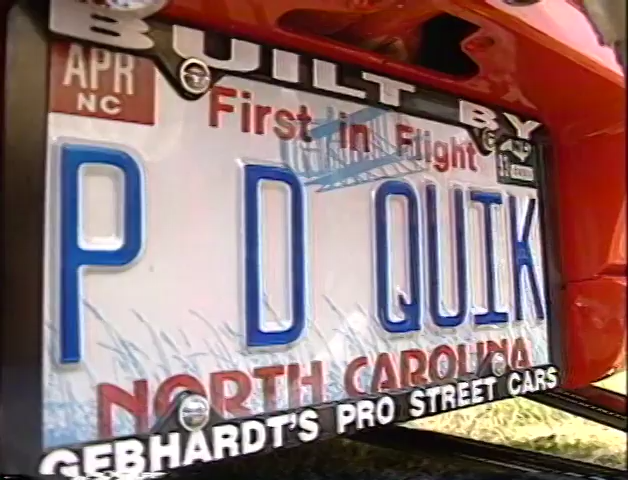 BUILT BY
APR
NC
First in Flight
P D QUIK
NORTH CAROLINA
GEBHARDT'S PRO STREET CARS